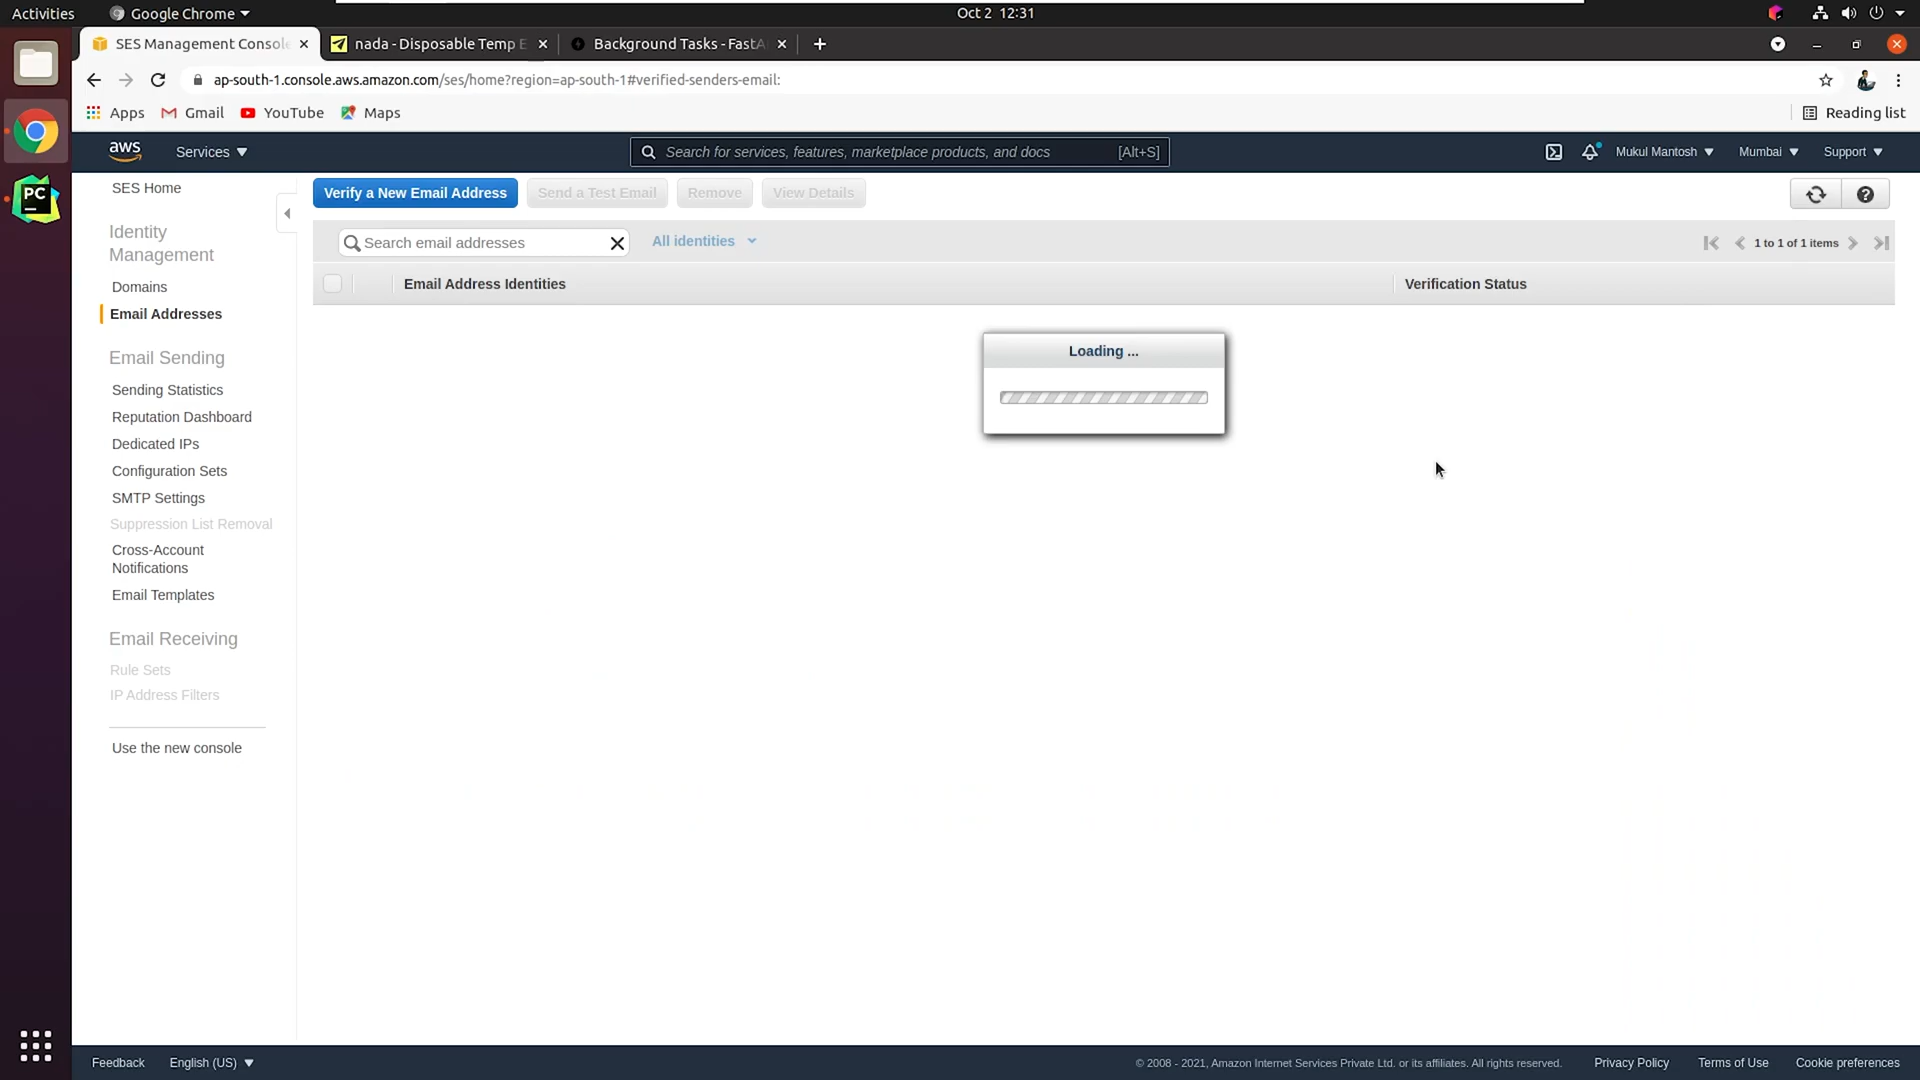 Activities
Google Chrome
Oct 2 12:31
SES Management Console
nada - Disposable Temp E
Background Tasks - FastA
ap-south-1.console.aws.amazon.com/ses/home?region=ap-south-1#verified-senders-email:
Apps
Gmail
YouTube
Maps
Reading list
aws
Services
Search for services, features, marketplace products, and docs
[Alt+S]
Mukul Mantosh
Mumbai
Support
SES Home
Identity
Management
Domains
Email Addresses
Email Sending
Sending Statistics
Reputation Dashboard
Dedicated IPs
Configuration Sets
SMTP Settings
Suppression List Removal
Cross-Account
Notifications
Email Templates
Email Receiving
Rule Sets
IP Address Filters
Use the new console
Verify a New Email Address
Send a Test Email
Remove
View Details
Search email addresses
All identities
1 to 1 of 1 items
Email Address Identities
Verification Status
Loading ...
PC
Feedback
English (US)
© 2008 - 2021, Amazon Internet Services Private Ltd. or its affiliates. All rights reserved.
Privacy Policy
Terms of Use
Cookie preferences